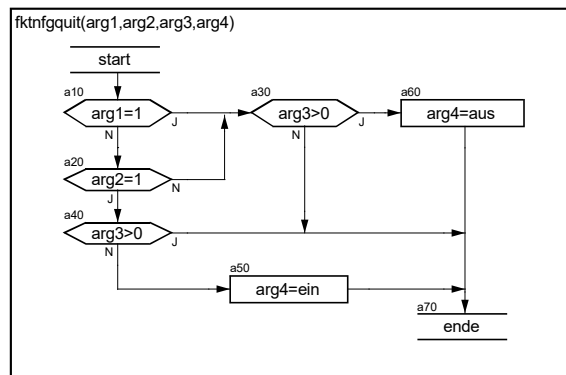 fktnfgquit(arg1,arg2,arg3,arg4)
start
a10
arg1=1
J
N
a30
arg3>0
J
N
a60
arg4=aus
a20
arg2=1
N
J
a40
arg3>0
J
N
a50
arg4=ein
a70
ende